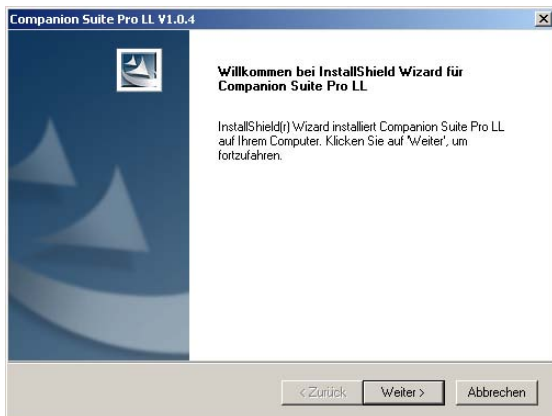 Companion Suite Pro LL V1.0.4
Willkommen bei InstallShield Wizard für
Companion Suite Pro LL
InstallShield(r) Wizard installiert Companion Suite Pro LL
auf Ihrem Computer. Klicken Sie auf 'Weiter', um
fortzufahren.
< Zurück
Weiter >
Abbrechen